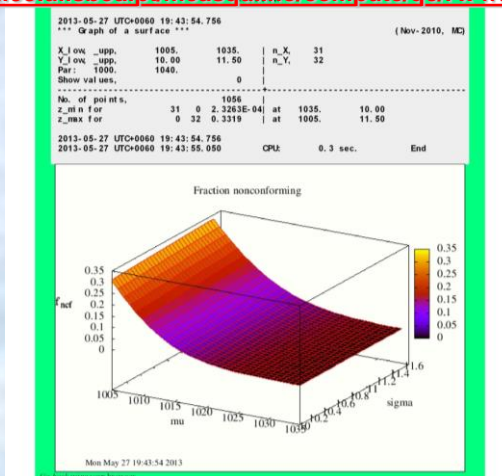 2013-05-27 UTC+0060 19:43:54.756
*** Graph of a surface *** (Nov-2010, MC)
X_low, _upp, 1005. 1035. | n_X, 31
Y_low, _upp, 10.00 11.50 | n_Y, 32
Par: 1000. 1040. |
Show values, 0 |
No. of points, 1056 |
z_min for 31 0 2.3263E-04| at 1035. 10.00
z_max for 0 32 0.3319 | at 1005. 11.50
2013-05-27 UTC+0060 19:43:54.756
2013-05-27 UTC+0060 19:43:55.050 CPU: 0.3 sec. End
Fraction nonconforming
0.35
0.3
0.25
0.2
0.15
0.1
0.05
0
0.35
0.3
0.25
0.2
0.15
0.1
0.05
0
1005 1010 1015 1020 1025 1030 1035
mu
10 10.2 10.4 10.6 10.8 11 11.2 11.4 11.6
sigma
Mon May 27 19:43:54 2013